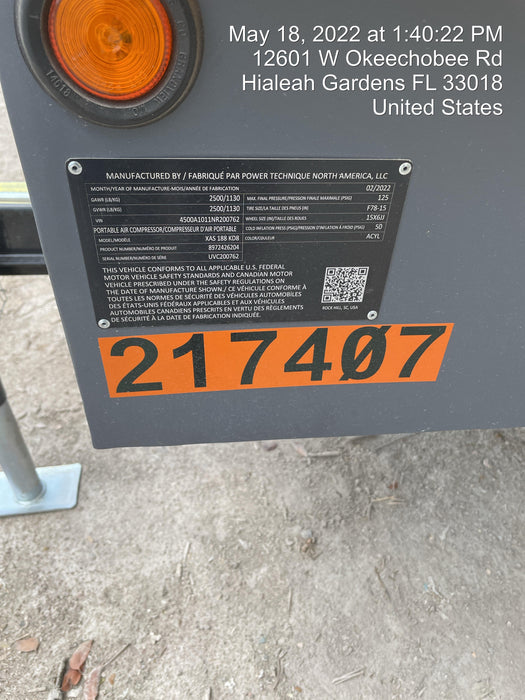 May 18, 2022 at 1:40:22 PM
12601 W Okeechobee Rd
Hialeah Gardens FL 33018
United States
MANUFACTURED BY / FABRIQUÉ PAR POWER TECHNIQUE NORTH AMERICA, LLC
MONTH/YEAR OF MANUFACTURE-MOIS/ANNÉE DE FABRICATION 02/2022
GAWR (LB/KG) 2500/1130 MAX. FINAL PRESSURE/PRESSION FINALE MAXIMALE (PSIG) 125
GVWR (LB/KG) 2500/1130 TIRE SIZE/LA TAILLE DES PNEUS (IN) F78-15
VIN 4500A1011NR200762 WHEEL SIZE (IN)/TAILLE DES ROUES 15X6JJ
PORTABLE AIR COMPRESSOR/COMPRESSEUR D'AIR PORTABLE COLD INFLATION PRESS (PSIG)/PRESSION D'INFLATION À FROID (PSIG) 50
MODEL/MODÈLE XAS 188 KD8 COLOR/COULEUR ACYL
PRODUCT NUMBER/NUMÉRO DE PRODUIT 8972426204
SERIAL NUMBER/NUMÉRO DE SÉRIE UVC200762
THIS VEHICLE CONFORMS TO ALL APPLICABLE U.S. FEDERAL
MOTOR VEHICLE SAFETY STANDARDS AND CANADIAN MOTOR
VEHICLE PRESCRIBED UNDER THE SAFETY REGULATIONS ON
THE DATE OF MANUFACTURE SHOWN./ CE VÉHICULE CONFORME À
TOUTES LES NORMES DE SÉCURITÉ DES VÉHICULES AUTOMOBILES
DES ÉTATS-UNIS FÉDÉRAUX APPLICABLES ET AUX VÉHICULES
AUTOMOBILES CANADIENS PRESCRITS EN VERTU DES RÈGLEMENTS
DE SÉCURITÉ À LA DATE DE FABRICATION INDIQUÉE.
ROCK HILL, SC, USA
217407